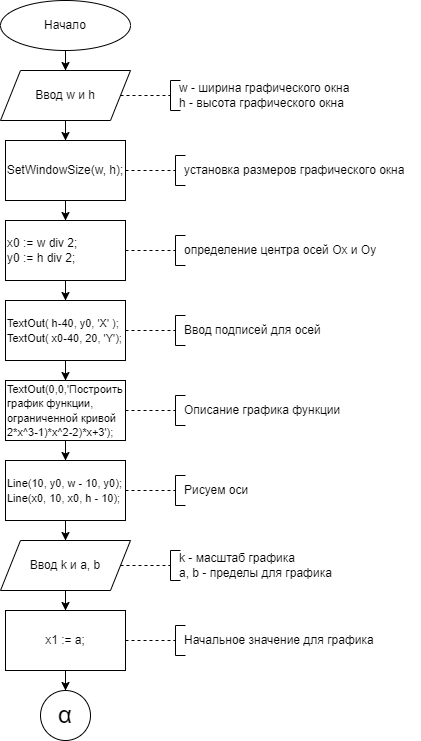 Начало
Ввод w и h
w - ширина графического окна
h - высота графического окна
SetWindowSize(w, h);
установка размеров графического окна
x0 := w div 2;
y0 := h div 2;
определение центра осей Ox и Oy
TextOut( h-40, y0, 'X' );
TextOut( x0-40, 20, 'Y');
Ввод подписей для осей
TextOut(0,0,'Построить
график функции,
ограниченной кривой
2*x^3-1)*x^2-2)*x+3');
Описание графика функции
Line(10, y0, w - 10, y0);
Line(x0, 10, x0, h - 10);
Рисуем оси
Ввод k и a, b
k - масштаб графика
a, b - пределы для графика
x1 := a;
Начальное значение для графика
α